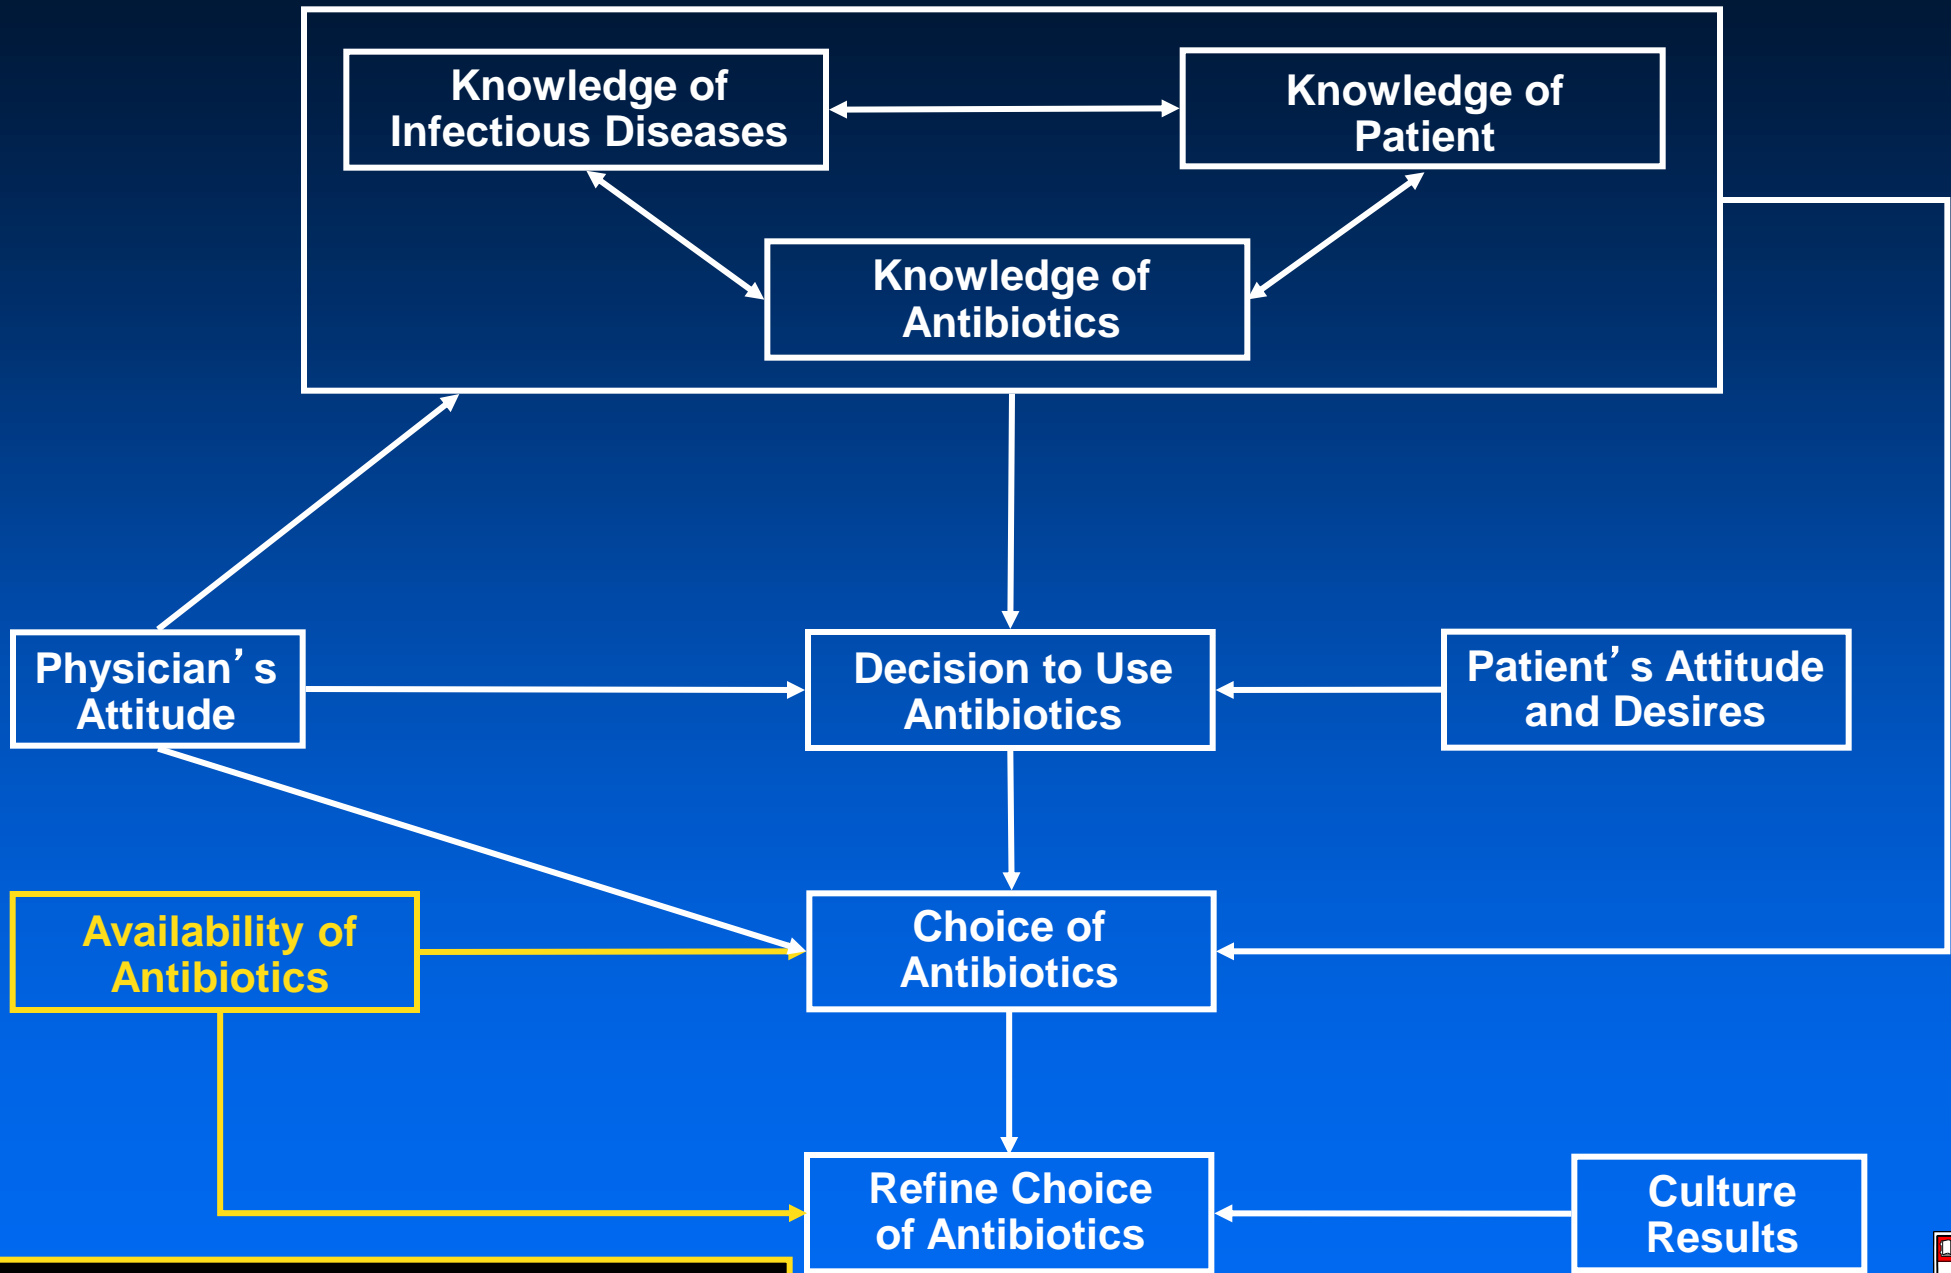 Knowledge of
Infectious Diseases
Knowledge of
Patient
Knowledge of
Antibiotics
Physician’s
Attitude
Decision to Use
Antibiotics
Patient’s Attitude
and Desires
Availability of
Antibiotics
Choice of
Antibiotics
Refine Choice
of Antibiotics
Culture
Results